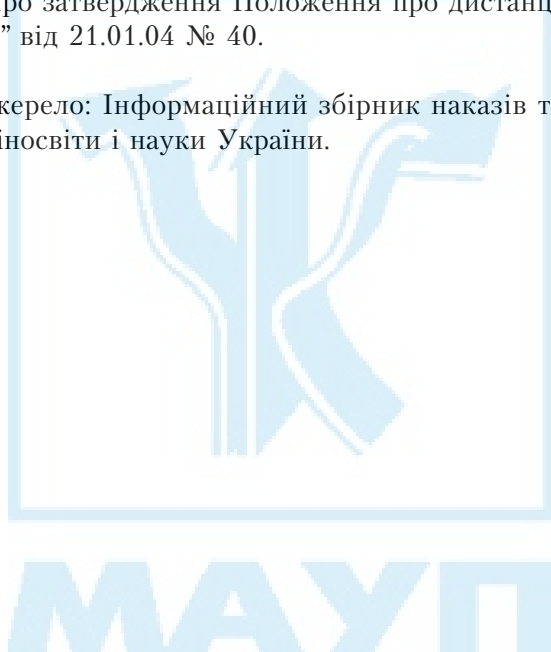 ро затвердження Положення про дистанц
” від 21.01.04 № 40.
жерело: Інформаційний збірник наказів т
іносвіти і науки України.
МАУП